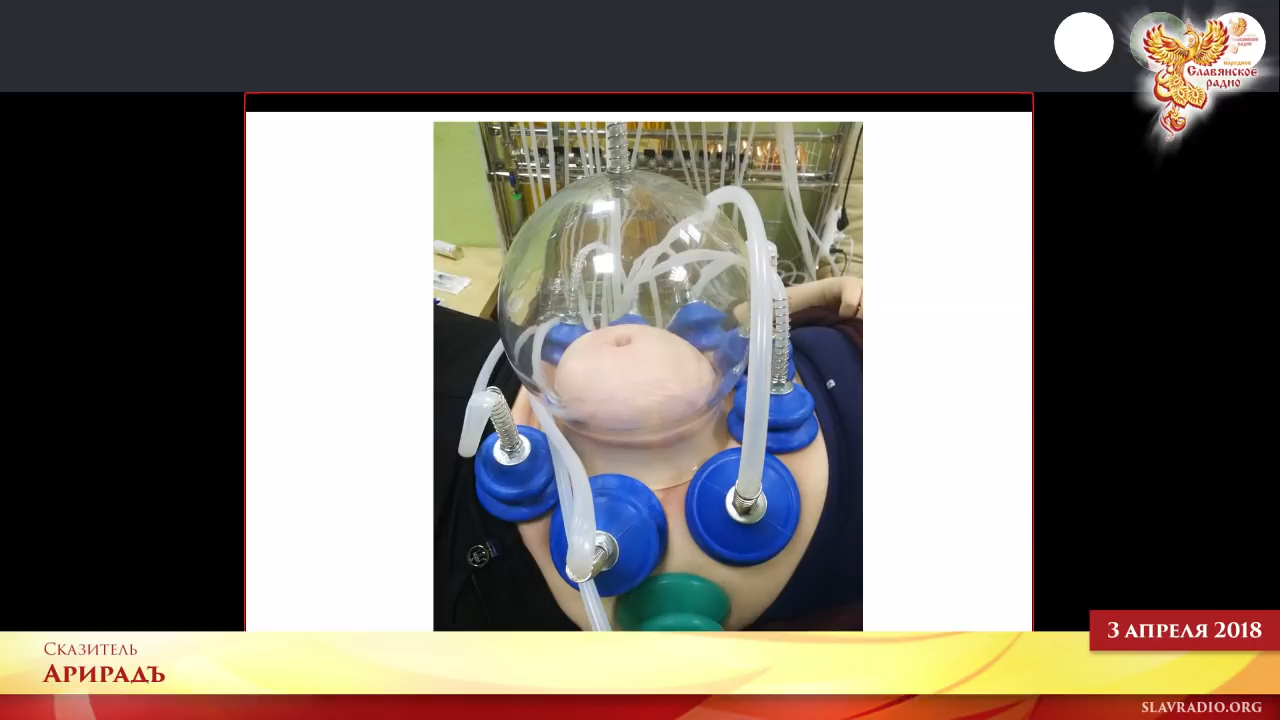 народное
Славянское
радио
3 АПРЕЛЯ 2018
Сказитель
АРИРАДЪ
SLAVRADIO.ORG